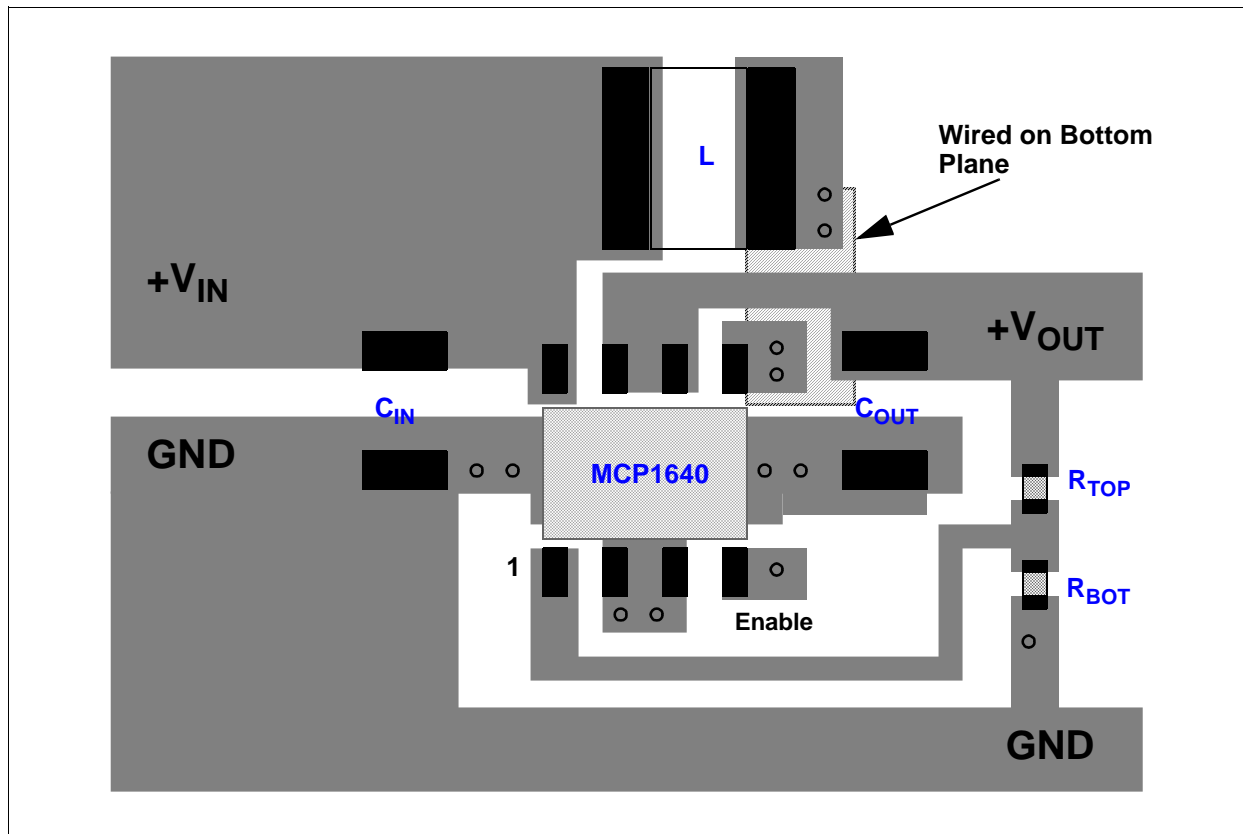 L
Wired on Bottom
Plane
+VIN
+VOUT
CIN
COUT
GND
MCP1640
RTOP
1
RBOT
Enable
GND